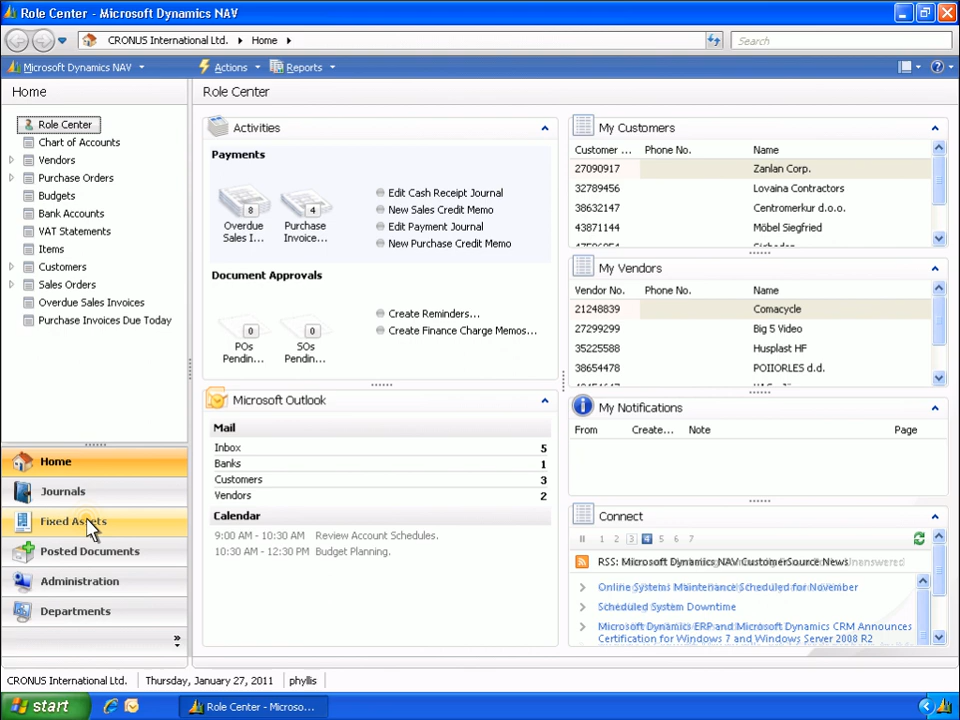 Role Center - Microsoft Dynamics NAV
CRONUS International Ltd. Home
Search
Microsoft Dynamics NAV
Actions
Reports
Home
Role Center
Role Center
Chart of Accounts
Vendors
Purchase Orders
Budgets
Bank Accounts
VAT Statements
Items
Customers
Sales Orders
Overdue Sales Invoices
Purchase Invoices Due Today
Home
Journals
Fixed Assets
Posted Documents
Administration
Departments
Activities
Payments
8
Overdue
Sales I...
4
Purchase
Invoice...
Edit Cash Receipt Journal
New Sales Credit Memo
Edit Payment Journal
New Purchase Credit Memo
Document Approvals
0
POs
Pendin...
0
SOs
Pendin...
Create Reminders...
Create Finance Charge Memos...
Microsoft Outlook
Mail
Inbox 5
Banks 1
Customers 3
Vendors 2
Calendar
9:00 AM - 10:30 AM Review Account Schedules.
10:30 AM - 12:30 PM Budget Planning.
My Customers
Customer ... Phone No. Name
27090917 Zanlan Corp.
32789456 Lovaina Contractors
38632147 Centromerkur d.o.o.
43871144 Möbel Siegfried
My Vendors
Vendor No. Phone No. Name
21248839 Comacycle
27299299 Big 5 Video
35225588 Husplast HF
38654478 POIIORLES d.d.
My Notifications
From Create... Note Page
Connect
1 2 3 4 5 6 7
RSS: Microsoft Dynamics NAV CustomerSource News
Online Systems Maintenance Scheduled for November
Scheduled System Downtime
Microsoft Dynamics ERP and Microsoft Dynamics CRM Announces
Certification for Windows 7 and Windows Server 2008 R2
CRONUS International Ltd. Thursday, January 27, 2011 phyllis
start
Role Center - Microso...